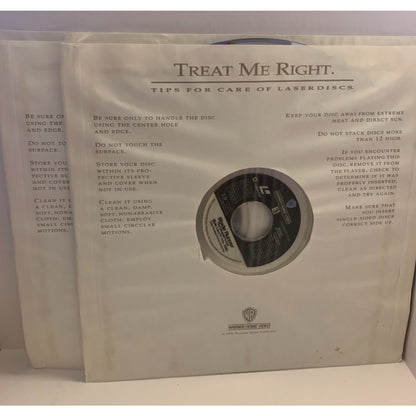 TREAT ME RIGHT.
TIPS FOR CARE OF LASERDISCS
BE SURE ONLY TO HANDLE THE DISC
USING THE CENTER HOLE
AND EDGE.
DO NOT TOUCH THE
SURFACE.
STORE YOUR DISC
WITHIN ITS PRO-
TECTIVE SLEEVE
AND COVER WHEN
NOT IN USE.
CLEAN IT USING
A CLEAN, DAMP,
SOFT, NONABRASIVE
CLOTH; EMPLOY
SMALL CIRCULAR
MOTIONS.
KEEP YOUR DISC AWAY FROM EXTREME
HEAT AND DIRECT SUN.
DO NOT STACK DISCS MORE
THAN 12 HIGH.
IF YOU ENCOUNTER
PROBLEMS PLAYING THIS
DISC, REMOVE IT FROM
THE PLAYER, CHECK TO
DETERMINE IF IT WAS
PROPERLY INSERTED,
CLEAN AS DIRECTED
AND TRY AGAIN.
MAKE SURE THAT
YOU INSERT
SINGLE-SIDED DISCS
CORRECT SIDE UP.
WARNER HOME VIDEO